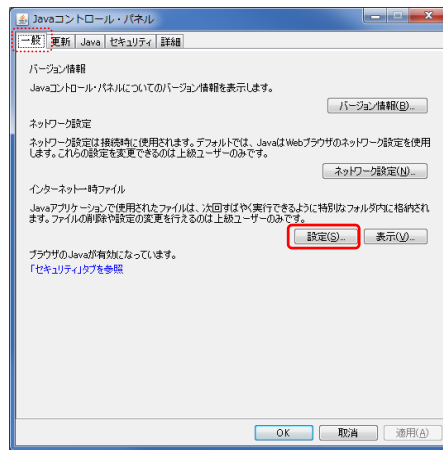 Javaコントロール・パネル
一般 更新 Java セキュリティ 詳細
バージョン情報
Javaコントロール・パネルについてのバージョン情報を表示します。
バージョン情報(B)...
ネットワーク設定
ネットワーク設定は接続時に使用されます。デフォルトでは、JavaはWebブラウザのネットワーク設定を使用
します。これらの設定を変更できるのは上級ユーザーのみです。
ネットワーク設定(N)...
インターネット一時ファイル
Javaアプリケーションで使用されたファイルは、次回すばやく実行できるように特別なフォルダ内に格納され
ます。ファイルの削除や設定の変更を行えるのは上級ユーザーのみです。
設定(S)... 表示(V)...
ブラウザのJavaが有効になっています。
「セキュリティ」タブを参照
OK 取消 適用(A)